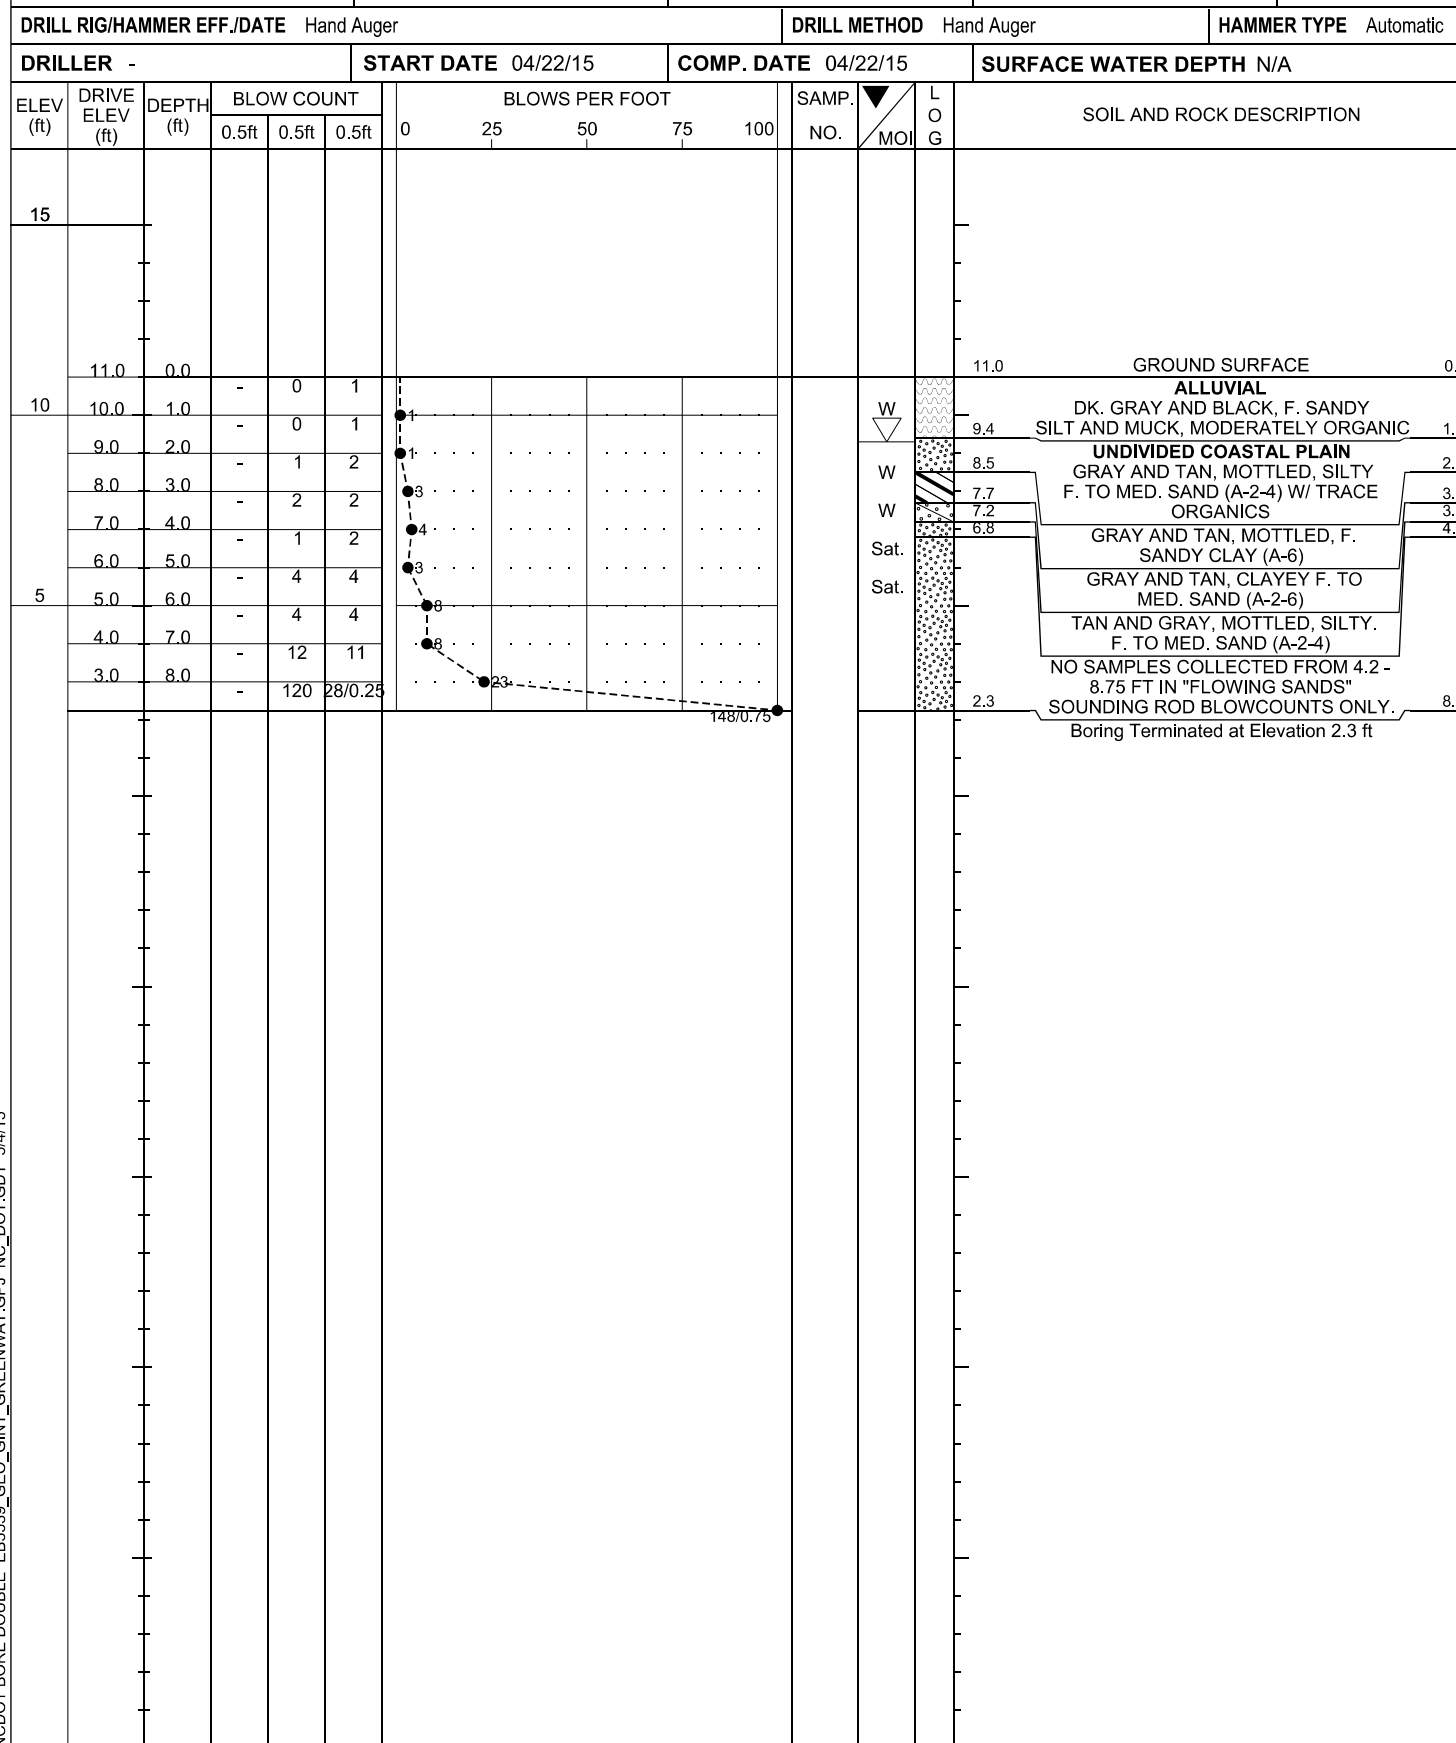 DRILL RIG/HAMMER EFF./DATE Hand Auger DRILL METHOD Hand Auger HAMMER TYPE Automatic
DRILLER - START DATE 04/22/15 COMP. DATE 04/22/15 SURFACE WATER DEPTH N/A
ELEV (ft) DRIVE ELEV (ft) DEPTH (ft) BLOW COUNT BLOWS PER FOOT SAMP. NO. MOI LOG SOIL AND ROCK DESCRIPTION
0.5ft 0.5ft 0.5ft 0 25 50 75 100
15
11.0 0.0 11.0 GROUND SURFACE 0.
- 0 1 ALLUVIAL
10 10.0 1.0 1 W DK. GRAY AND BLACK, F. SANDY
- 0 1 9.4 SILT AND MUCK, MODERATELY ORGANIC 1.
9.0 2.0 1 UNDIVIDED COASTAL PLAIN
- 1 2 W 8.5 GRAY AND TAN, MOTTLED, SILTY 2.
8.0 3.0 3 7.7 F. TO MED. SAND (A-2-4) W/ TRACE 3.
- 2 2 W 7.2 ORGANICS 3.
7.0 4.0 4 6.8 GRAY AND TAN, MOTTLED, F. 4.
- 1 2 Sat. SANDY CLAY (A-6)
6.0 5.0 3
- 4 4 Sat. GRAY AND TAN, CLAYEY F. TO
5 5.0 6.0 8 MED. SAND (A-2-6)
- 4 4 TAN AND GRAY, MOTTLED, SILTY.
4.0 7.0 8 F. TO MED. SAND (A-2-4)
- 12 11 NO SAMPLES COLLECTED FROM 4.2 -
3.0 8.0 23 8.75 FT IN "FLOWING SANDS"
- 120 28/0.25 2.3 SOUNDING ROD BLOWCOUNTS ONLY. 8.
148/0.75
Boring Terminated at Elevation 2.3 ft